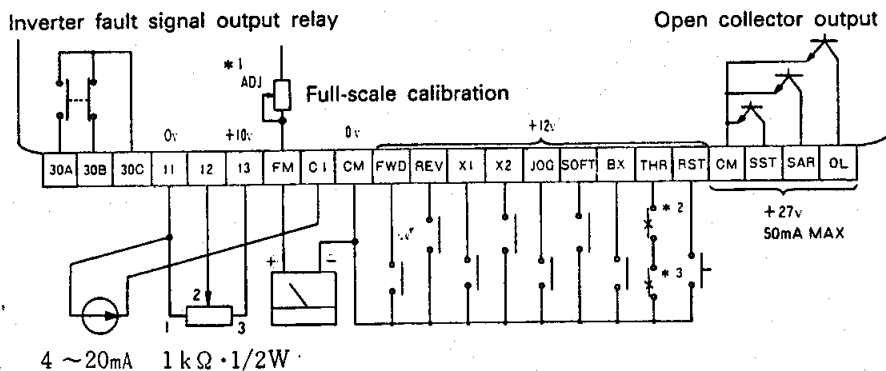 Inverter fault signal output relay
Open collector output
*1
ADJ
Full-scale calibration
0v
+10v
0v
+12v
30A 30B 30C 11 12 13 FM C1 CM FWD REV X1 X2 JOG SOFT BX THR RST CM SST SAR OL
*2
+27v
50mA MAX
+
-
*3
2
1
3
4~20mA
1kΩ·1/2W